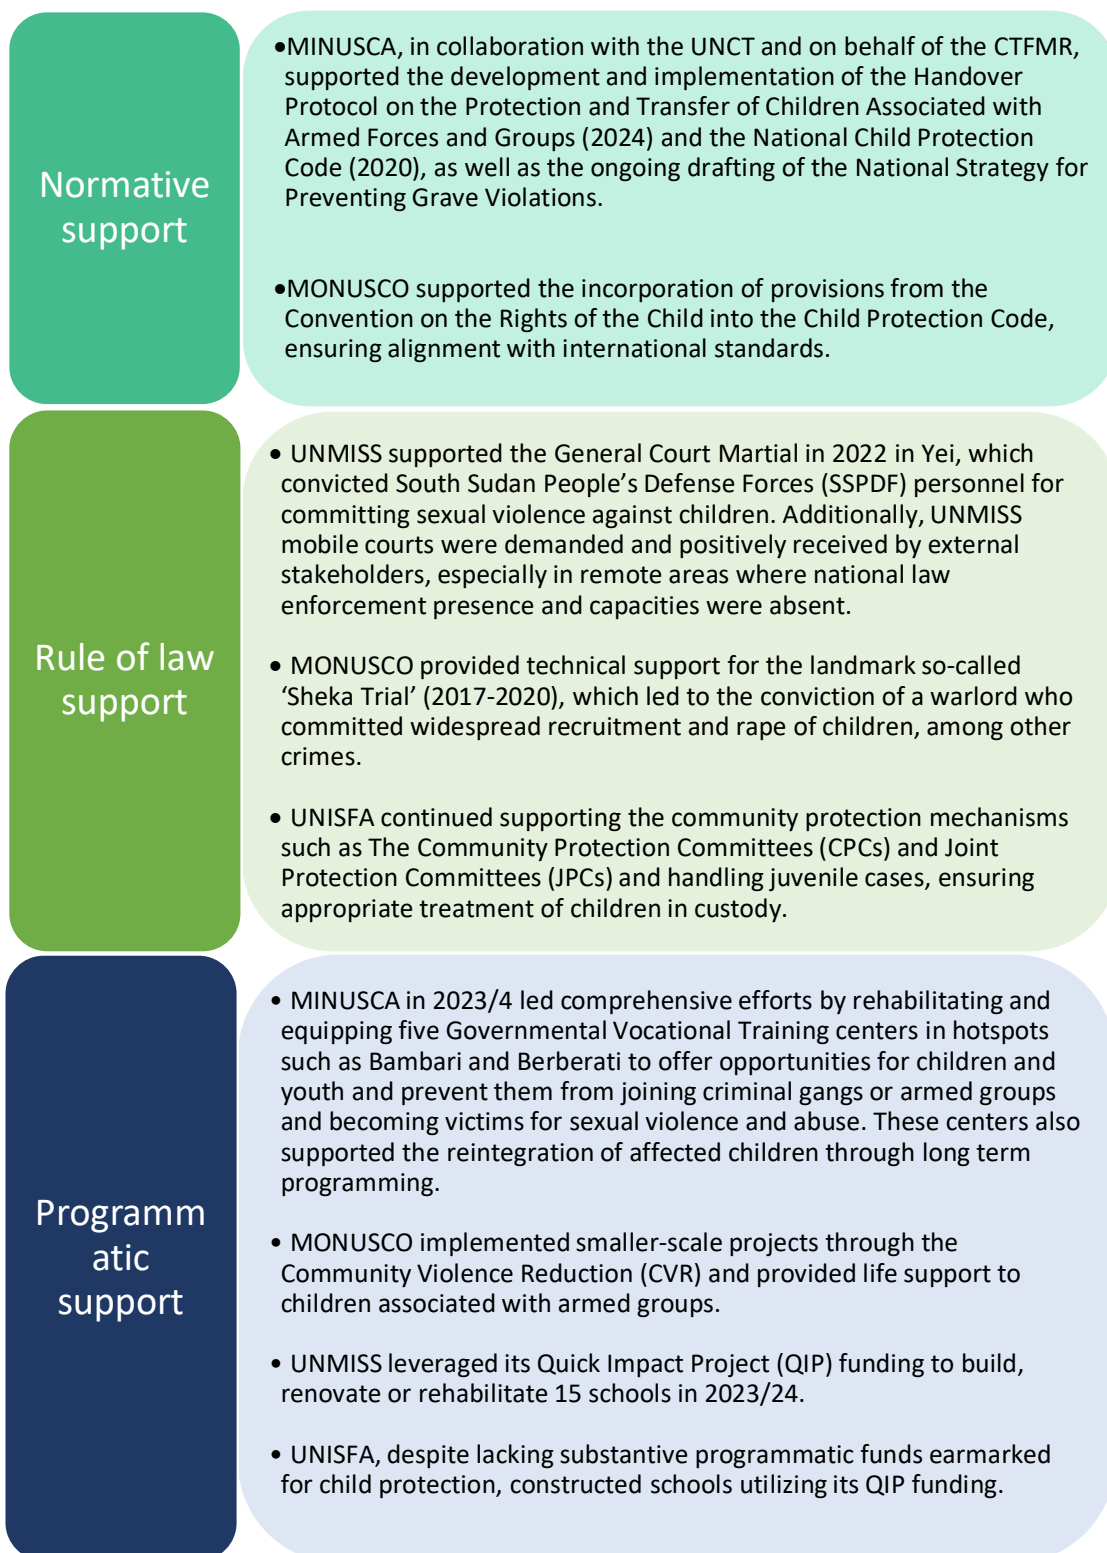 Normative
support
•MINUSCA, in collaboration with the UNCT and on behalf of the CTFMR,
supported the development and implementation of the Handover
Protocol on the Protection and Transfer of Children Associated with
Armed Forces and Groups (2024) and the National Child Protection
Code (2020), as well as the ongoing drafting of the National Strategy for
Preventing Grave Violations.
•MONUSCO supported the incorporation of provisions from the
Convention on the Rights of the Child into the Child Protection Code,
ensuring alignment with international standards.
Rule of law
support
• UNMISS supported the General Court Martial in 2022 in Yei, which
convicted South Sudan People’s Defense Forces (SSPDF) personnel for
committing sexual violence against children. Additionally, UNMISS
mobile courts were demanded and positively received by external
stakeholders, especially in remote areas where national law
enforcement presence and capacities were absent.
• MONUSCO provided technical support for the landmark so-called
‘Sheka Trial’ (2017-2020), which led to the conviction of a warlord who
committed widespread recruitment and rape of children, among other
crimes.
• UNISFA continued supporting the community protection mechanisms
such as The Community Protection Committees (CPCs) and Joint
Protection Committees (JPCs) and handling juvenile cases, ensuring
appropriate treatment of children in custody.
Programm
atic
support
• MINUSCA in 2023/4 led comprehensive efforts by rehabilitating and
equipping five Governmental Vocational Training centers in hotspots
such as Bambari and Berberati to offer opportunities for children and
youth and prevent them from joining criminal gangs or armed groups
and becoming victims for sexual violence and abuse. These centers also
supported the reintegration of affected children through long term
programming.
• MONUSCO implemented smaller-scale projects through the
Community Violence Reduction (CVR) and provided life support to
children associated with armed groups.
• UNMISS leveraged its Quick Impact Project (QIP) funding to build,
renovate or rehabilitate 15 schools in 2023/24.
• UNISFA, despite lacking substantive programmatic funds earmarked
for child protection, constructed schools utilizing its QIP funding.